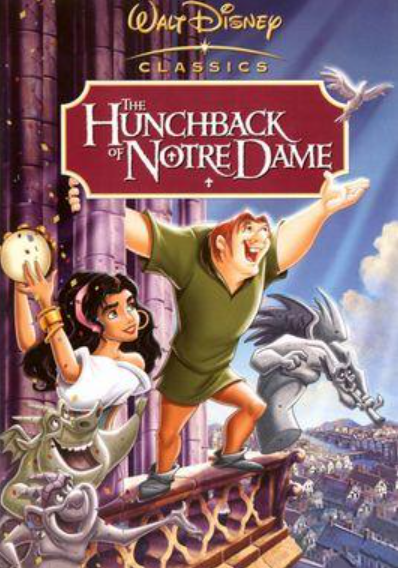 WALT DISNEY
CLASSICS
THE
HUNCHBACK
OF NOTRE DAME